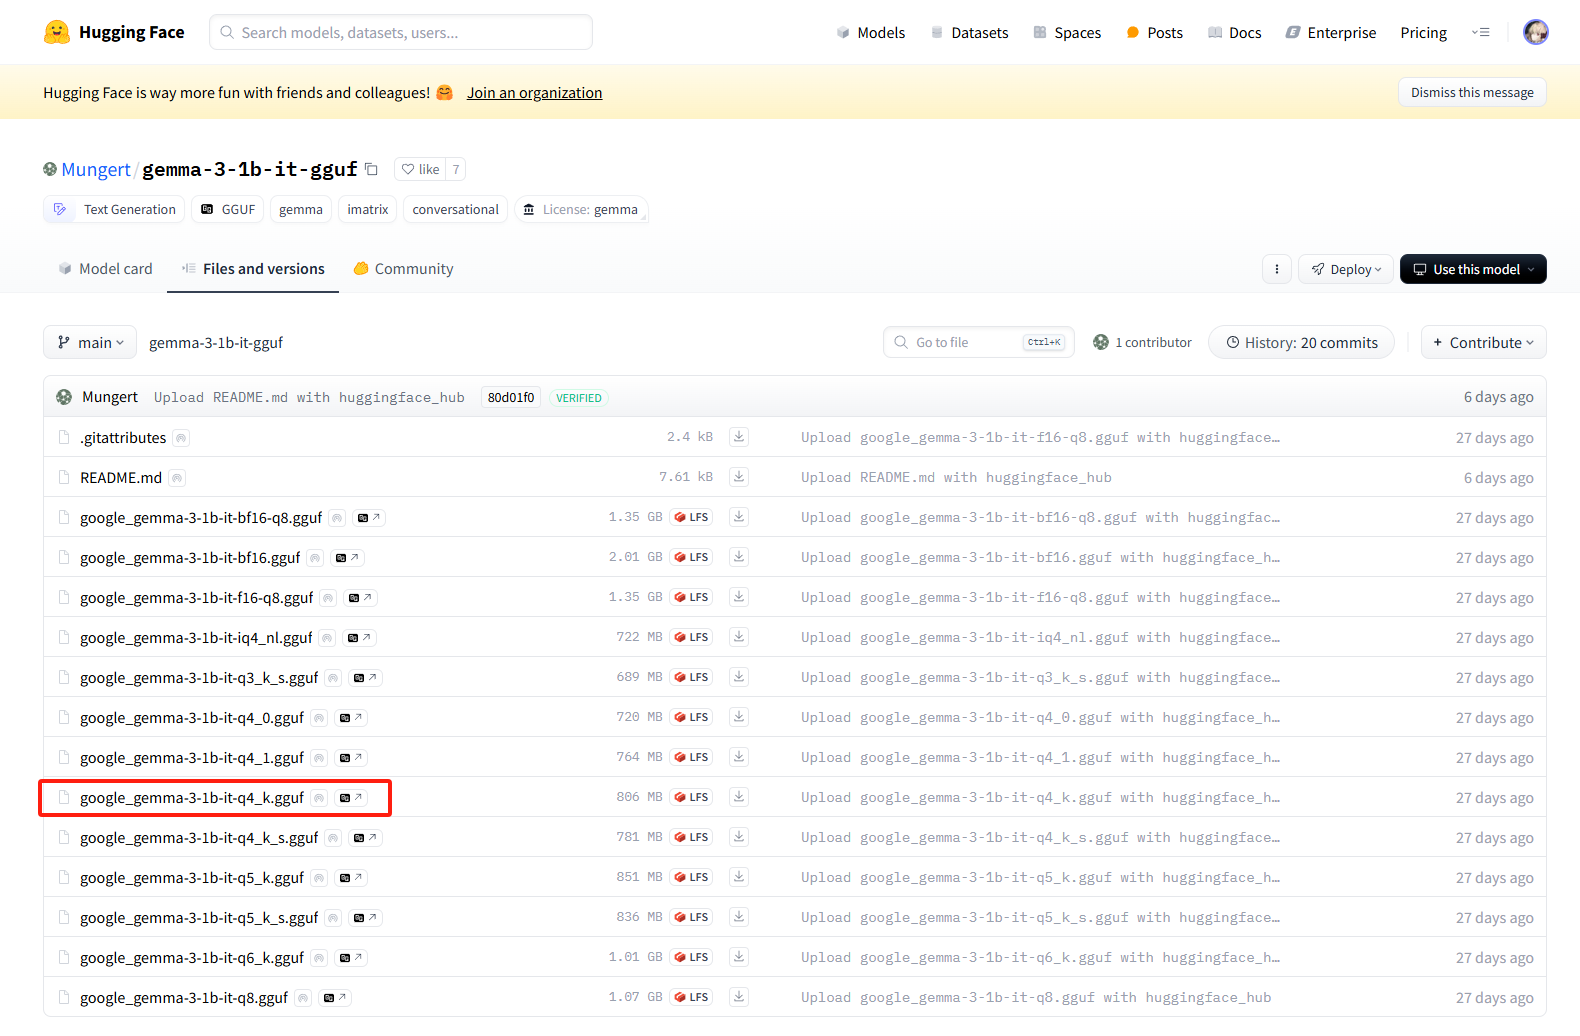 Hugging Face Search models, datasets, users... Models Datasets Spaces Posts Docs Enterprise Pricing
Hugging Face is way more fun with friends and colleagues! 🤗 Join an organization Dismiss this message
Mungert/gemma-3-1b-it-gguf like 7
Text Generation GGUF gemma imatrix conversational License: gemma
Model card Files and versions Community Deploy Use this model
main gemma-3-1b-it-gguf Go to file Ctrl+K 1 contributor History: 20 commits + Contribute
Mungert Upload README.md with huggingface_hub 80d01f0 VERIFIED 6 days ago
.gitattributes 2.4 kB Upload google_gemma-3-1b-it-f16-q8.gguf with huggingface… 27 days ago
README.md 7.61 kB Upload README.md with huggingface_hub 6 days ago
google_gemma-3-1b-it-bf16-q8.gguf 1.35 GB LFS Upload google_gemma-3-1b-it-bf16-q8.gguf with huggingfac… 27 days ago
google_gemma-3-1b-it-bf16.gguf 2.01 GB LFS Upload google_gemma-3-1b-it-bf16.gguf with huggingface_h… 27 days ago
google_gemma-3-1b-it-f16-q8.gguf 1.35 GB LFS Upload google_gemma-3-1b-it-f16-q8.gguf with huggingface… 27 days ago
google_gemma-3-1b-it-iq4_nl.gguf 722 MB LFS Upload google_gemma-3-1b-it-iq4_nl.gguf with huggingface… 27 days ago
google_gemma-3-1b-it-q3_k_s.gguf 689 MB LFS Upload google_gemma-3-1b-it-q3_k_s.gguf with huggingface… 27 days ago
google_gemma-3-1b-it-q4_0.gguf 720 MB LFS Upload google_gemma-3-1b-it-q4_0.gguf with huggingface_h… 27 days ago
google_gemma-3-1b-it-q4_1.gguf 764 MB LFS Upload google_gemma-3-1b-it-q4_1.gguf with huggingface_h… 27 days ago
google_gemma-3-1b-it-q4_k.gguf 806 MB LFS Upload google_gemma-3-1b-it-q4_k.gguf with huggingface_h… 27 days ago
google_gemma-3-1b-it-q4_k_s.gguf 781 MB LFS Upload google_gemma-3-1b-it-q4_k_s.gguf with huggingface… 27 days ago
google_gemma-3-1b-it-q5_k.gguf 851 MB LFS Upload google_gemma-3-1b-it-q5_k.gguf with huggingface_h… 27 days ago
google_gemma-3-1b-it-q5_k_s.gguf 836 MB LFS Upload google_gemma-3-1b-it-q5_k_s.gguf with huggingface… 27 days ago
google_gemma-3-1b-it-q6_k.gguf 1.01 GB LFS Upload google_gemma-3-1b-it-q6_k.gguf with huggingface_h… 27 days ago
google_gemma-3-1b-it-q8.gguf 1.07 GB LFS Upload google_gemma-3-1b-it-q8.gguf with huggingface_hub 27 days ago